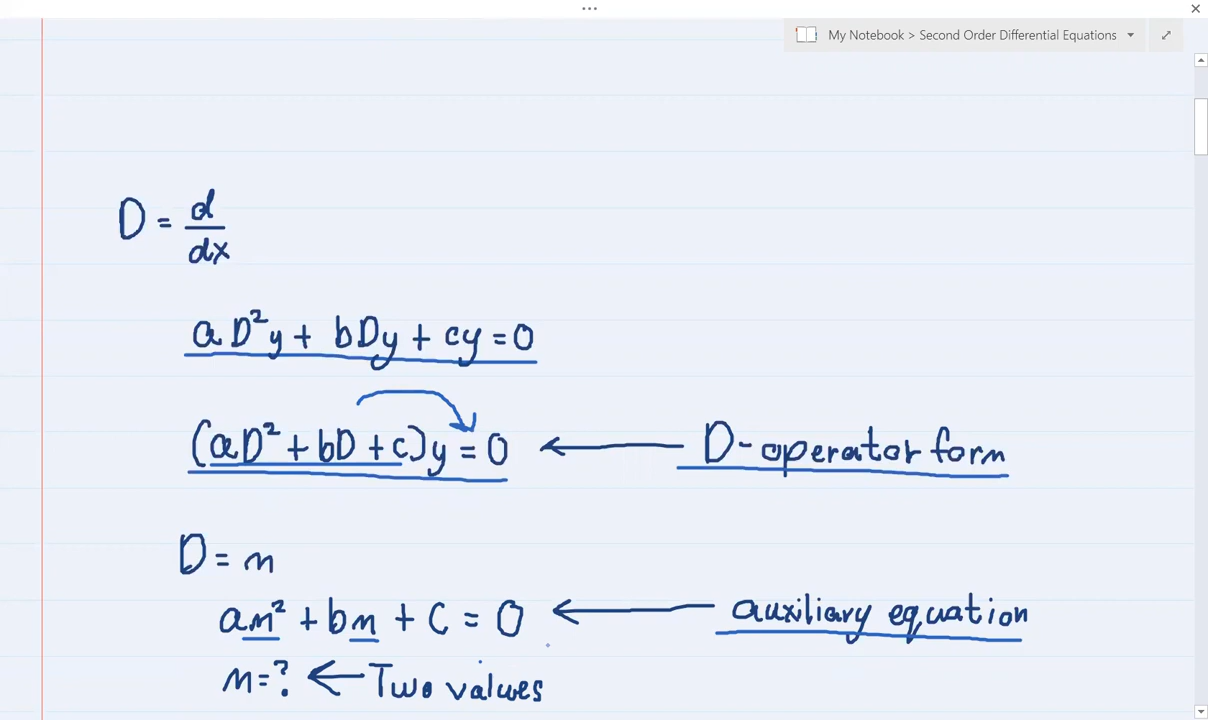 ...
My Notebook > Second Order Differential Equations
D = d/dx
aD²y + bDy + cy = 0
(aD² + bD + c)y = 0 ← D-operator form
D = m
am² + bm + c = 0 ← auxiliary equation
m = ? ← Two values